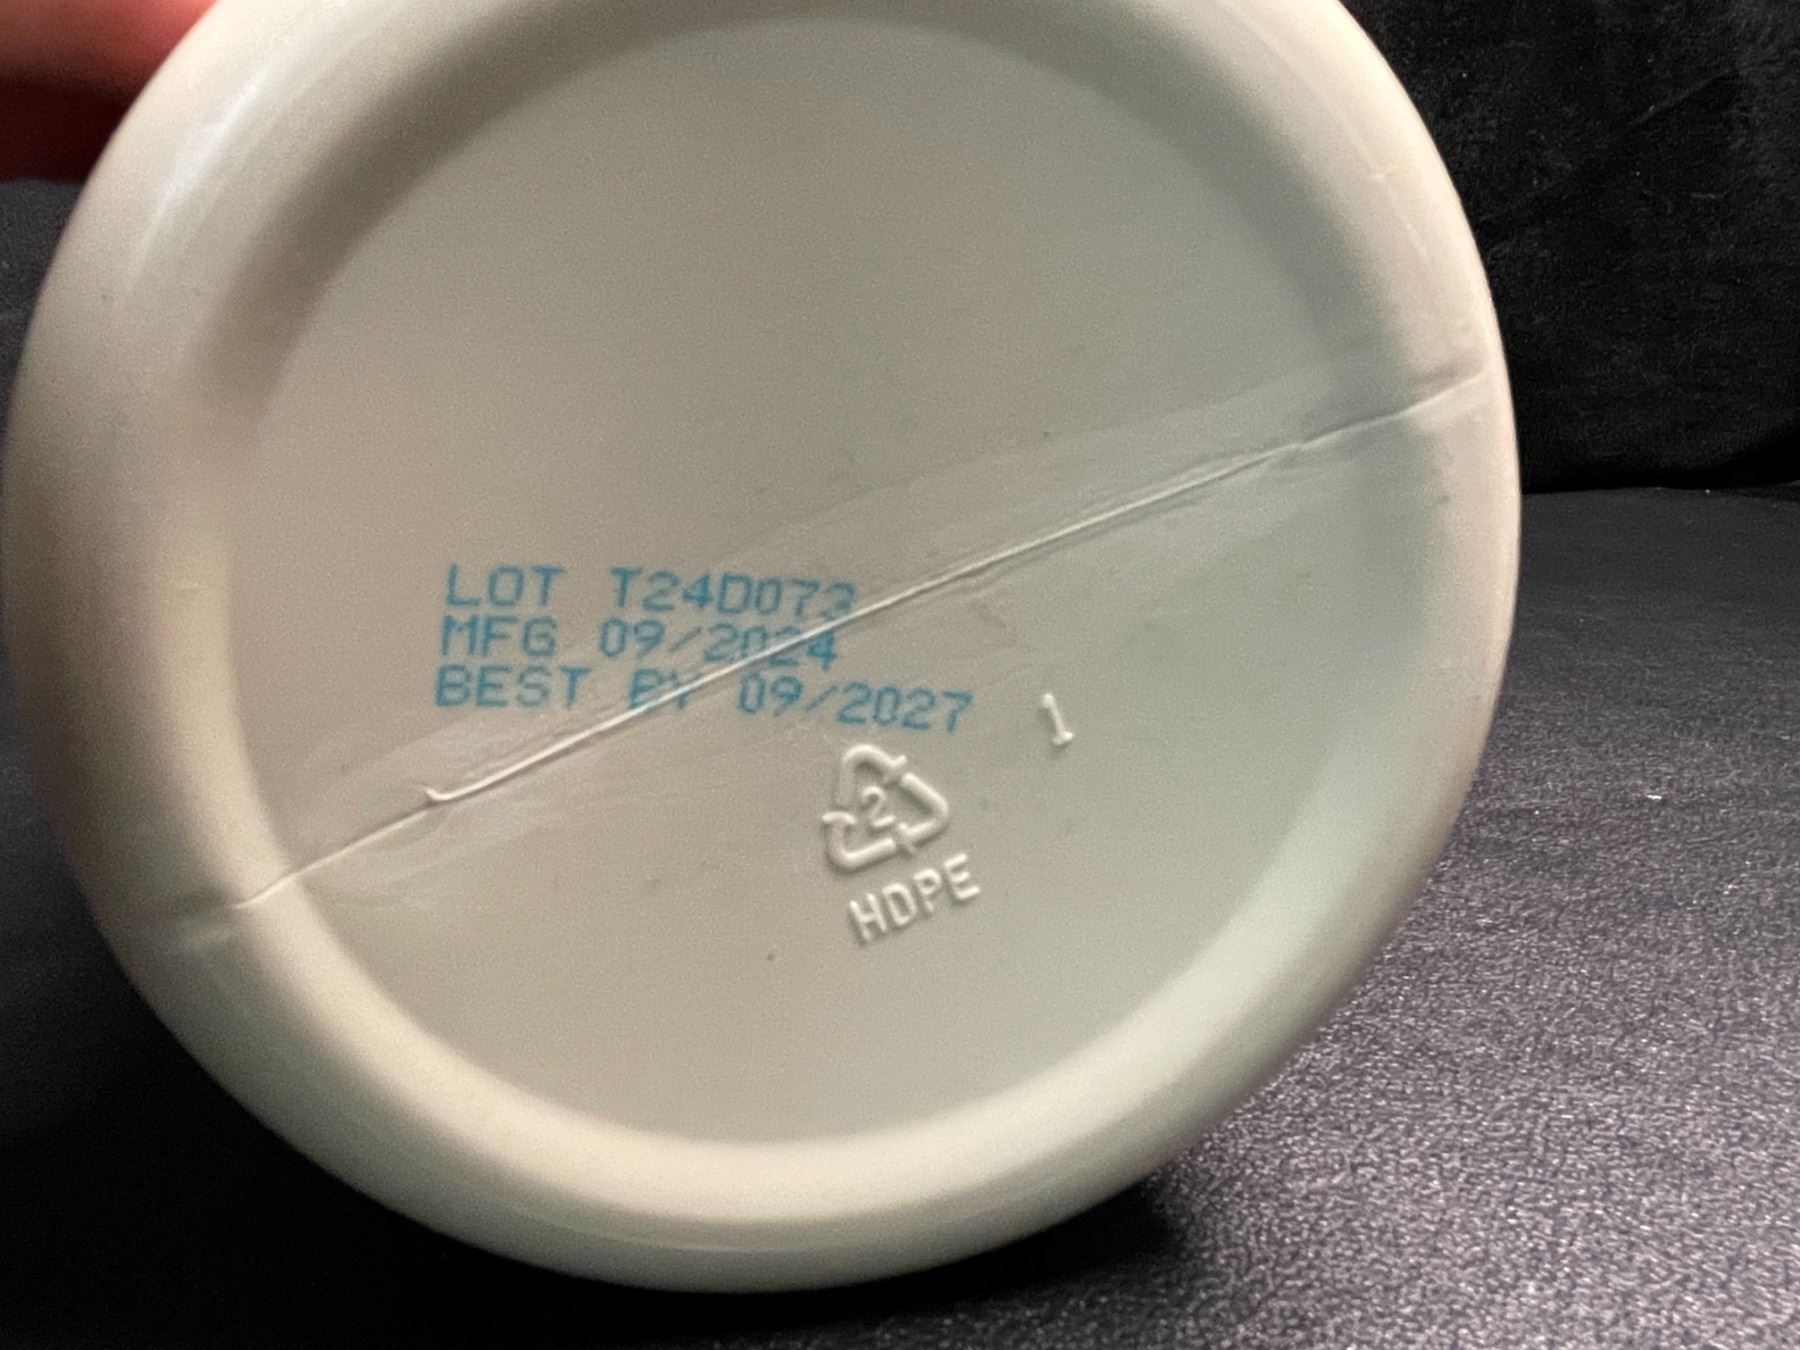 LOT T24D073
MFG 09/2024
BEST BY 09/2027
1
2
HDPE